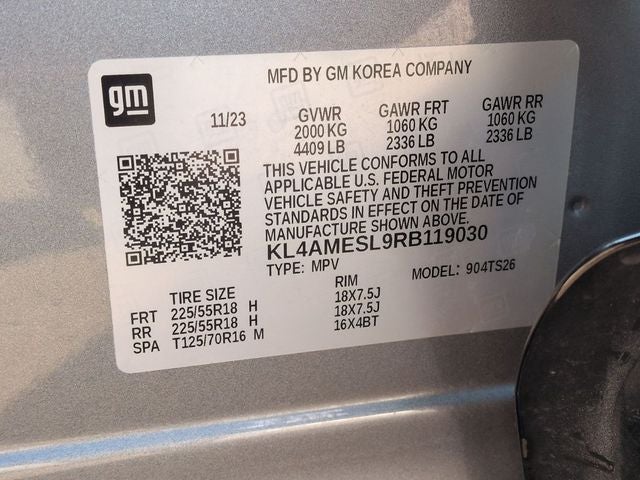 gm
MFD BY GM KOREA COMPANY
11/23
GVWR GAWR FRT GAWR RR
2000 KG 1060 KG 1060 KG
4409 LB 2336 LB 2336 LB
THIS VEHICLE CONFORMS TO ALL
APPLICABLE U.S. FEDERAL MOTOR
VEHICLE SAFETY AND THEFT PREVENTION
STANDARDS IN EFFECT ON THE DATE OF
MANUFACTURE SHOWN ABOVE.
KL4AMESL9RB119030
TYPE: MPV MODEL: 904TS26
TIRE SIZE RIM
FRT 225/55R18 H 18X7.5J
RR 225/55R18 H 18X7.5J
SPA T125/70R16 M 16X4BT